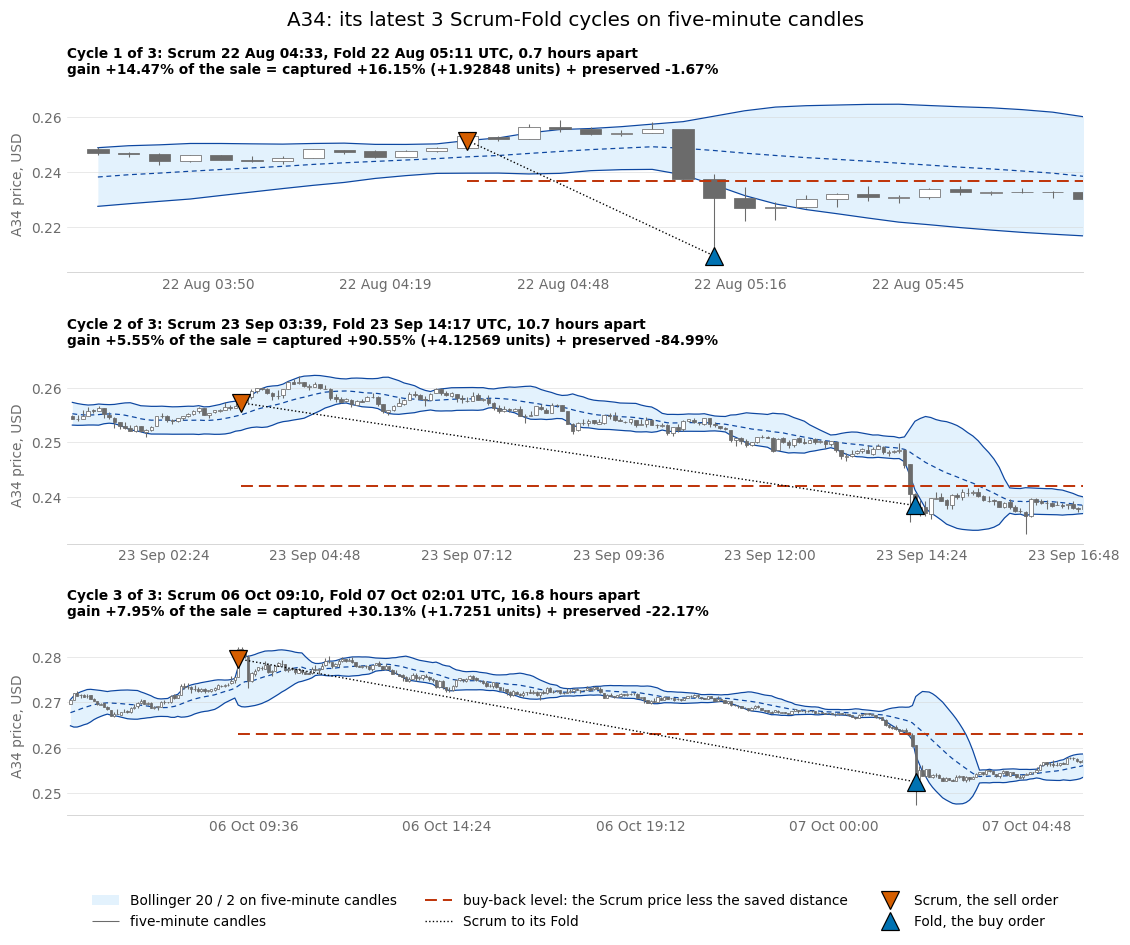 A34: its latest 3 Scrum-Fold cycles on five-minute candles
Cycle 1 of 3: Scrum 22 Aug 04:33, Fold 22 Aug 05:11 UTC, 0.7 hours apart
gain +14.47% of the sale = captured +16.15% (+1.92848 units) + preserved -1.67%
A34 price, USD
0.26
0.24
0.22
22 Aug 03:50
22 Aug 04:19
22 Aug 04:48
22 Aug 05:16
22 Aug 05:45
Cycle 2 of 3: Scrum 23 Sep 03:39, Fold 23 Sep 14:17 UTC, 10.7 hours apart
gain +5.55% of the sale = captured +90.55% (+4.12569 units) + preserved -84.99%
A34 price, USD
0.26
0.25
0.24
23 Sep 02:24
23 Sep 04:48
23 Sep 07:12
23 Sep 09:36
23 Sep 12:00
23 Sep 14:24
23 Sep 16:48
Cycle 3 of 3: Scrum 06 Oct 09:10, Fold 07 Oct 02:01 UTC, 16.8 hours apart
gain +7.95% of the sale = captured +30.13% (+1.7251 units) + preserved -22.17%
A34 price, USD
0.28
0.27
0.26
0.25
06 Oct 09:36
06 Oct 14:24
06 Oct 19:12
07 Oct 00:00
07 Oct 04:48
Bollinger 20 / 2 on five-minute candles
five-minute candles
buy-back level: the Scrum price less the saved distance
Scrum to its Fold
Scrum, the sell order
Fold, the buy order